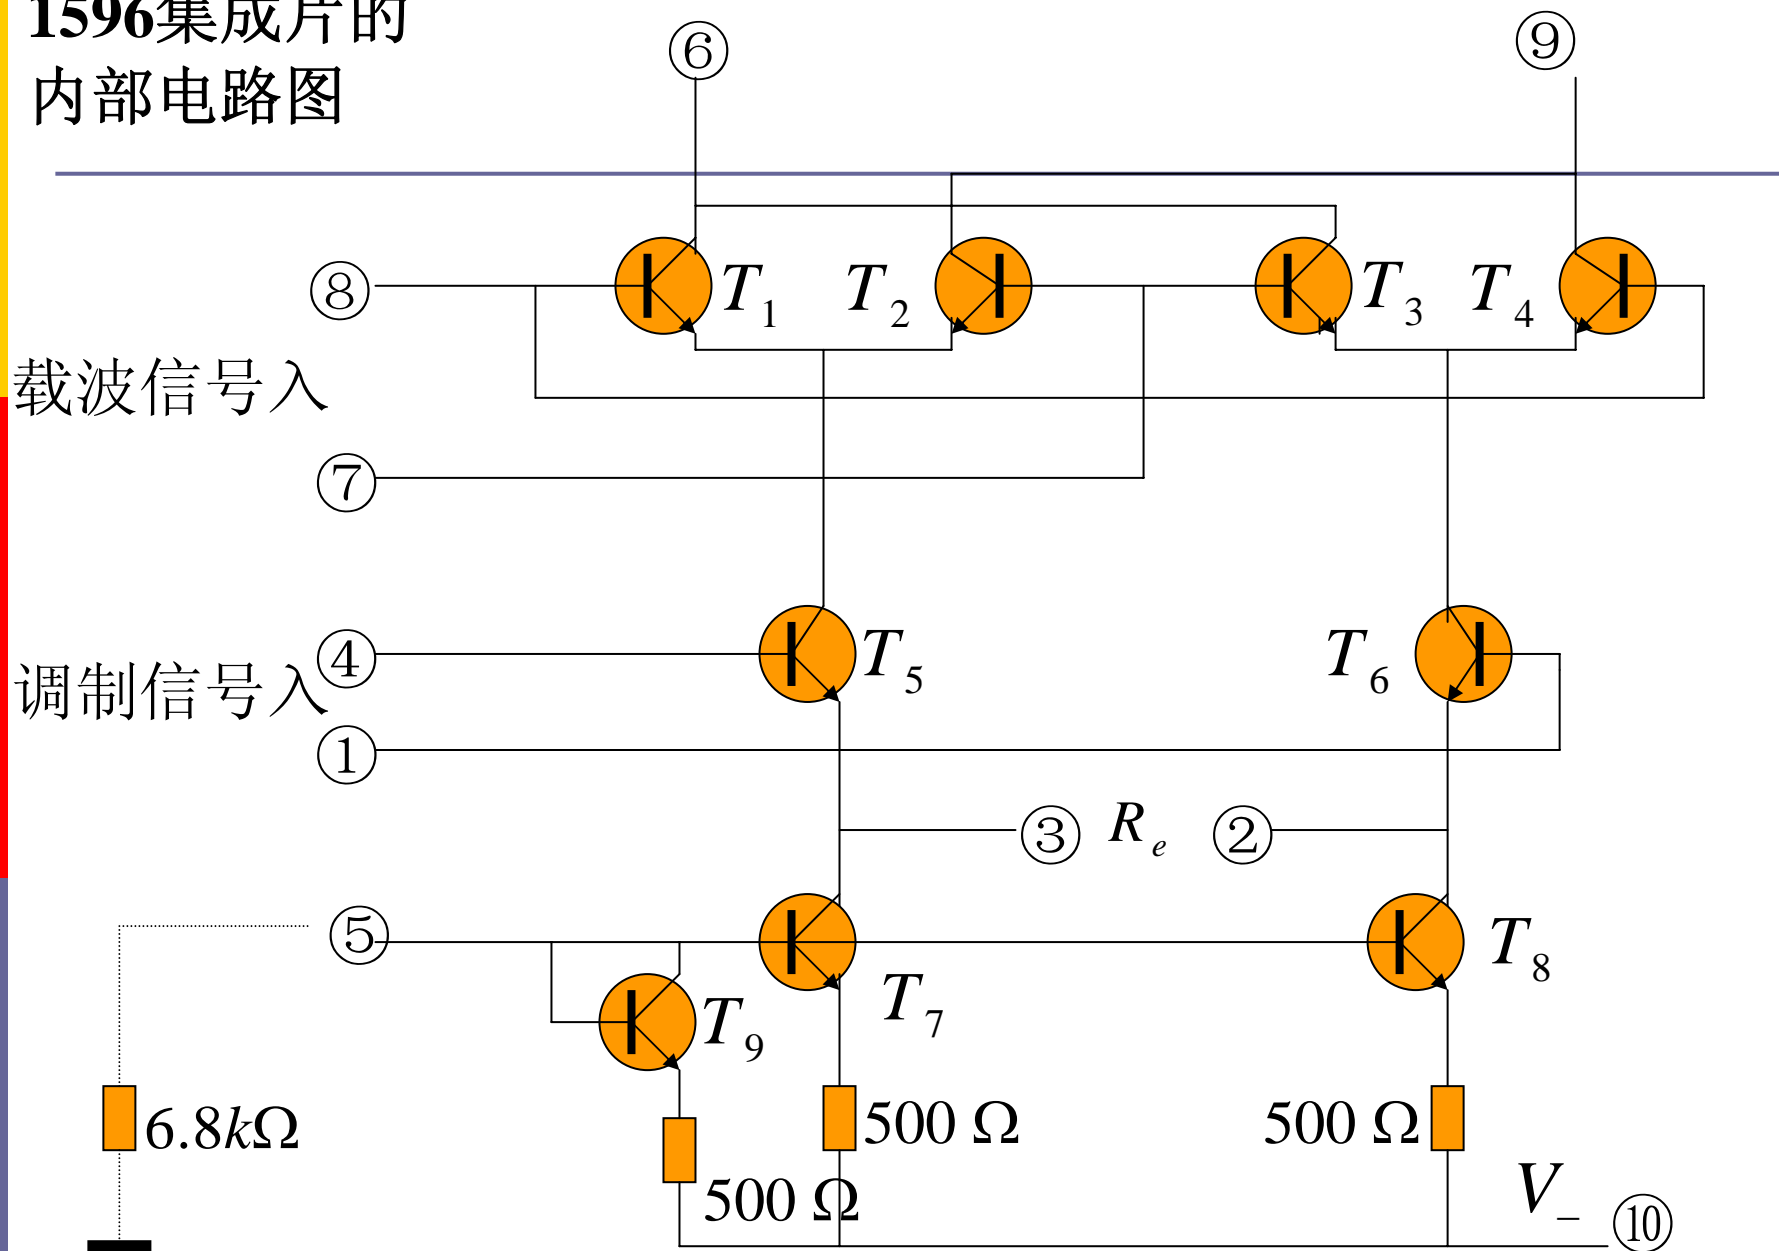 1596集成片的
内部电路图
⑥
⑨
⑧
T1
T2
T3
T4
载波信号入
⑦
调制信号入
④
T5
T6
①
③
Re
②
⑤
T7
T8
T9
6.8kΩ
500 Ω
500 Ω
500 Ω
V−
⑩